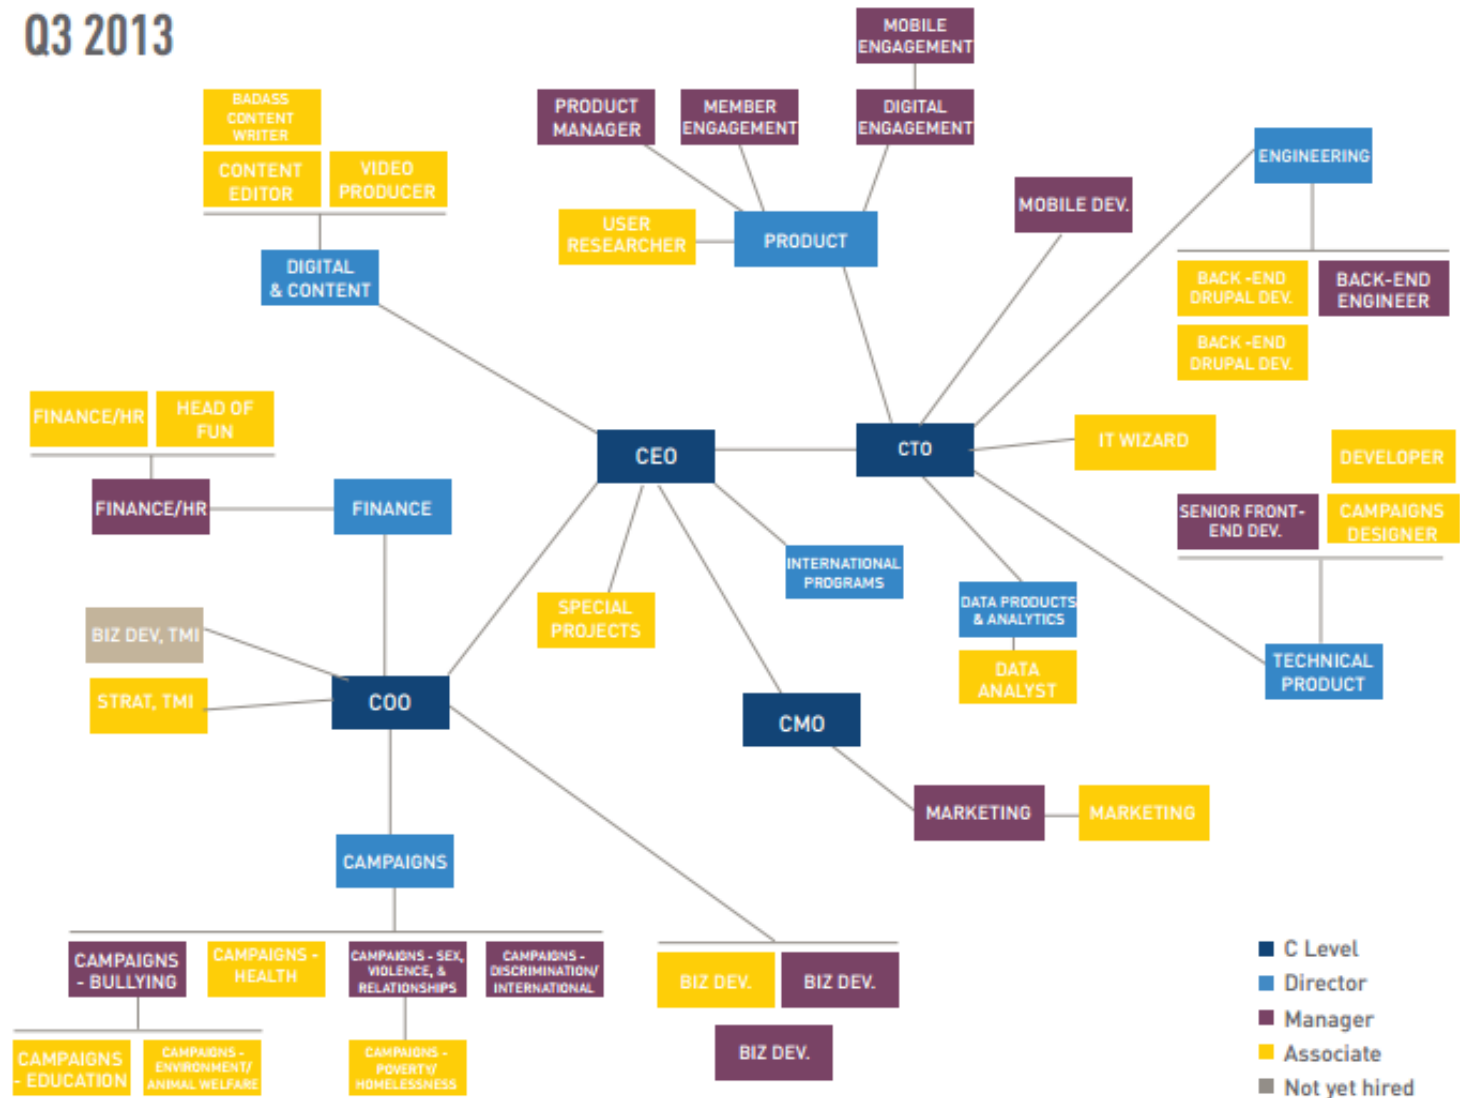 Q3 2013
MOBILE
ENGAGEMENT
BADASS
CONTENT
WRITER
PRODUCT
MANAGER
MEMBER
ENGAGEMENT
DIGITAL
ENGAGEMENT
CONTENT
EDITOR
VIDEO
PRODUCER
ENGINEERING
MOBILE DEV.
USER
RESEARCHER
PRODUCT
DIGITAL
& CONTENT
BACK -END
DRUPAL DEV.
BACK-END
ENGINEER
BACK -END
DRUPAL DEV.
FINANCE/HR
HEAD OF
FUN
CEO
CTO
IT WIZARD
DEVELOPER
FINANCE/HR
FINANCE
SENIOR FRONT-
END DEV.
CAMPAIGNS
DESIGNER
INTERNATIONAL
PROGRAMS
SPECIAL
PROJECTS
DATA PRODUCTS
& ANALYTICS
BIZ DEV, TMI
DATA
ANALYST
TECHNICAL
PRODUCT
STRAT, TMI
COO
CMO
MARKETING
MARKETING
CAMPAIGNS
CAMPAIGNS
- BULLYING
CAMPAIGNS -
HEALTH
CAMPAIGNS - SEX,
VIOLENCE, &
RELATIONSHIPS
CAMPAIGNS -
DISCRIMINATION/
INTERNATIONAL
BIZ DEV.
BIZ DEV.
BIZ DEV.
CAMPAIGNS
- EDUCATION
CAMPAIGNS -
ENVIRONMENT/
ANIMAL WELFARE
CAMPAIGNS -
POVERTY/
HOMELESSNESS
C Level
Director
Manager
Associate
Not yet hired